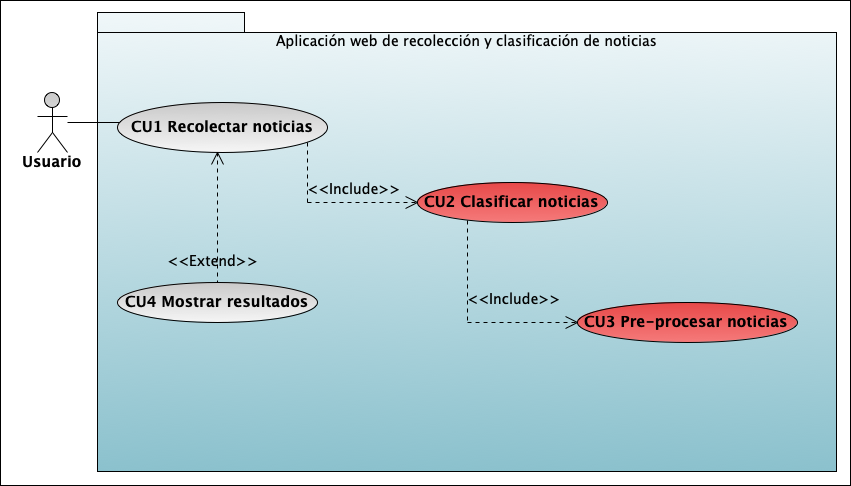 Aplicación web de recolección y clasificación de noticias
Usuario
CU1 Recolectar noticias
<<Include>>
CU2 Clasificar noticias
<<Extend>>
CU4 Mostrar resultados
<<Include>>
CU3 Pre-procesar noticias